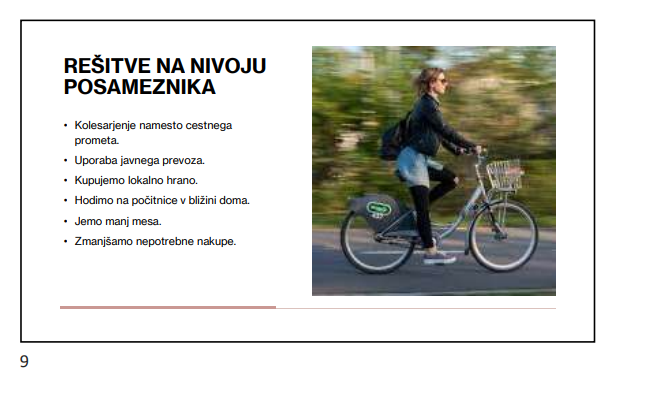 REŠITVE NA NIVOJU
POSAMEZNIKA
• Kolesarjenje namesto cestnega
prometa.
• Uporaba javnega prevoza.
• Kupujemo lokalno hrano.
• Hodimo na počitnice v bližini doma.
• Jemo manj mesa.
• Zmanjšamo nepotrebne nakupe.
9